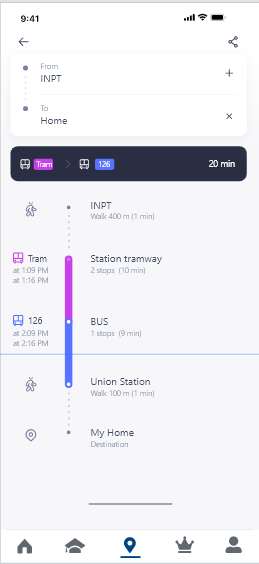 9:41
From
INPT
To
Home
Tram 126 20 min
INPT
Walk 400 m (1 min)
Tram
at 1:09 PM
at 1:16 PM
Station tramway
2 stops (10 min)
126
at 2:09 PM
at 2:16 PM
BUS
1 stops (9 min)
Union Station
Walk 100 m (1 min)
My Home
Destination